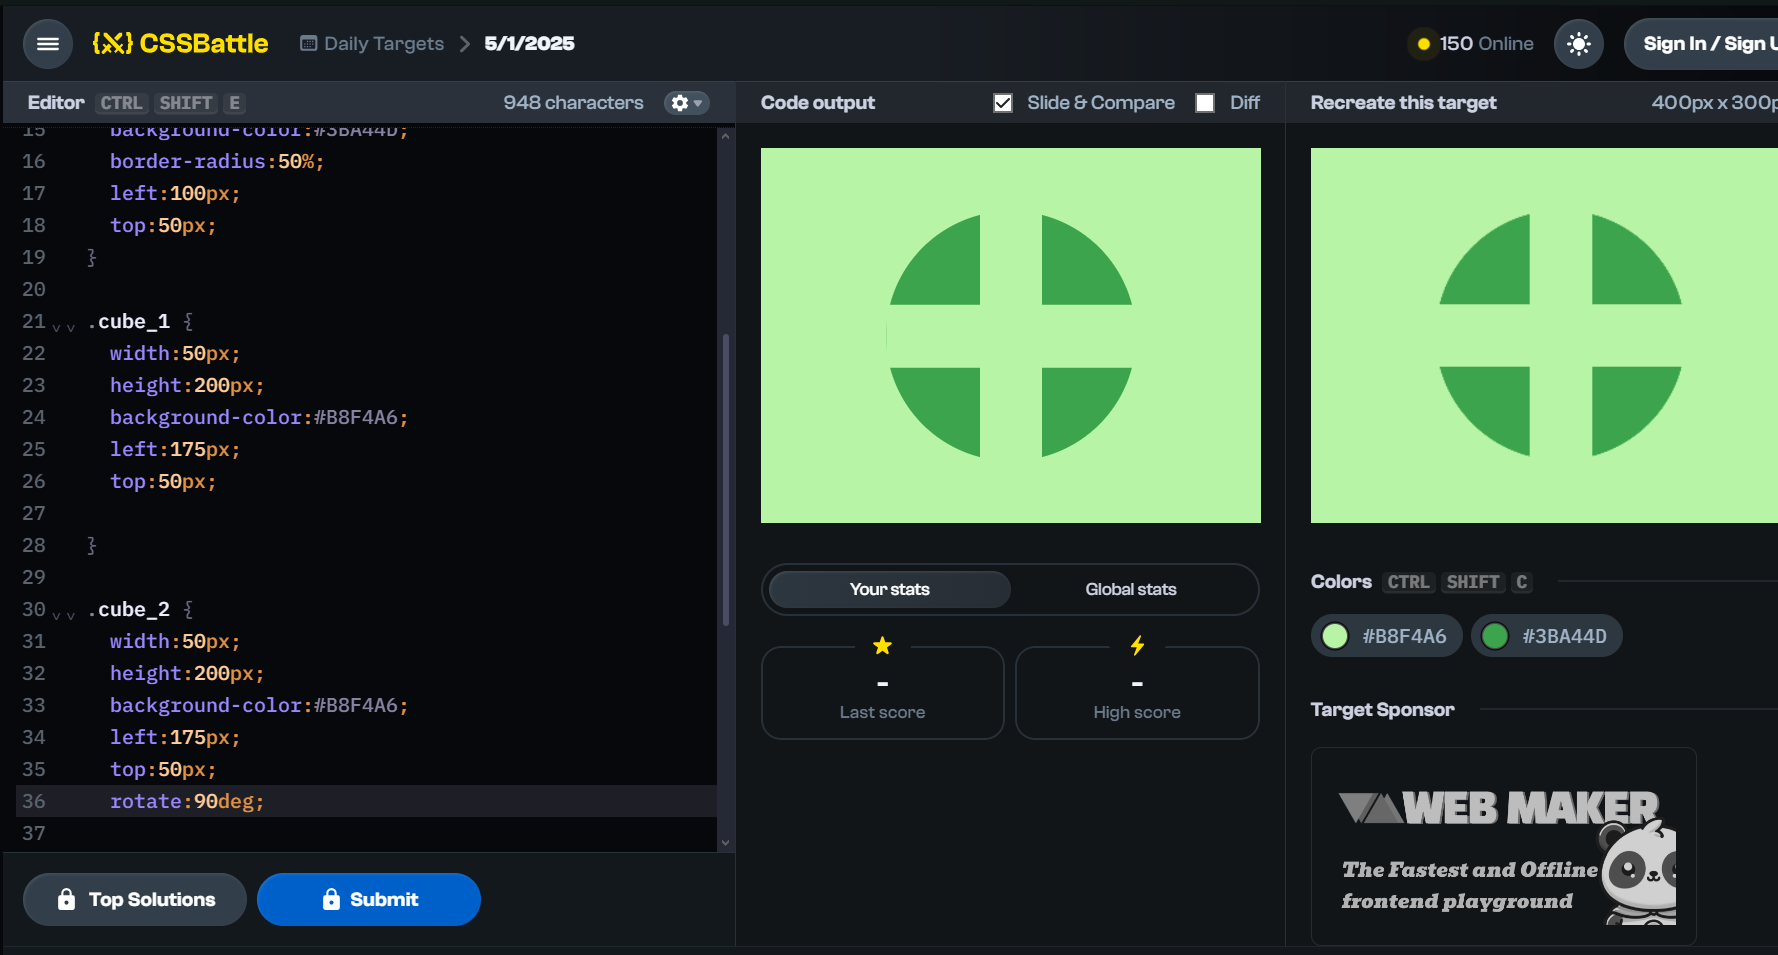 {X} CSSBattle
Daily Targets > 5/1/2025
150 Online
Sign In / Sign U
Editor CTRL SHIFT E
948 characters
15 background-color:#3BA44D;
16 border-radius:50%;
17 left:100px;
18 top:50px;
19 }
20
21 .cube_1 {
22 width:50px;
23 height:200px;
24 background-color:#B8F4A6;
25 left:175px;
26 top:50px;
27
28 }
29
30 .cube_2 {
31 width:50px;
32 height:200px;
33 background-color:#B8F4A6;
34 left:175px;
35 top:50px;
36 rotate:90deg;
37
Top Solutions
Submit
Code output
Slide & Compare
Diff
Your stats
Global stats
-
Last score
-
High score
Recreate this target
400px x 300p
Colors CTRL SHIFT C
#B8F4A6
#3BA44D
Target Sponsor
WEB MAKER
The Fastest and Offline
frontend playground